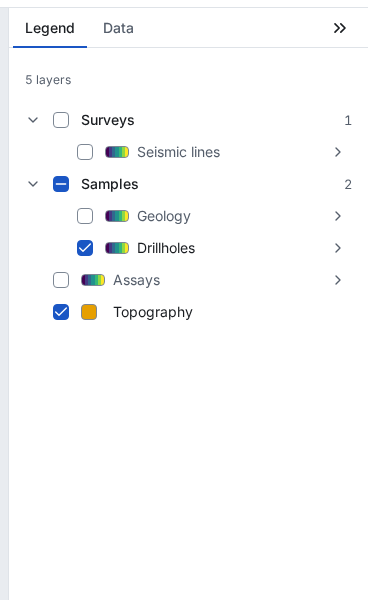 Legend Data
5 layers
Surveys 1
Seismic lines
Samples 2
Geology
Drillholes
Assays
Topography